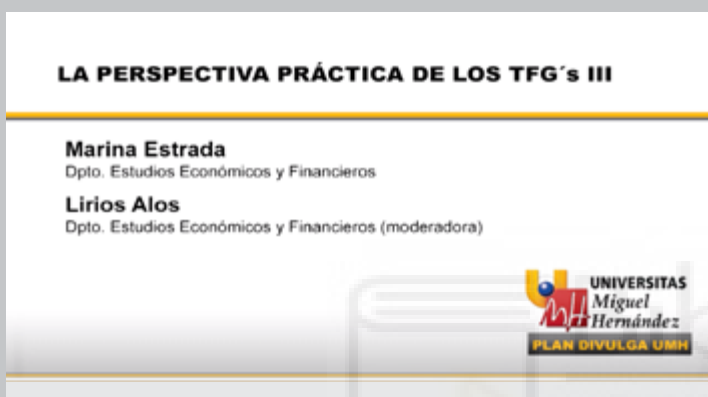 LA PERSPECTIVA PRÁCTICA DE LOS TFG´s III
Marina Estrada
Dpto. Estudios Económicos y Financieros
Lirios Alos
Dpto. Estudios Económicos y Financieros (moderadora)
UNIVERSITAS
Miguel
Hernández
PLAN DIVULGA UMH